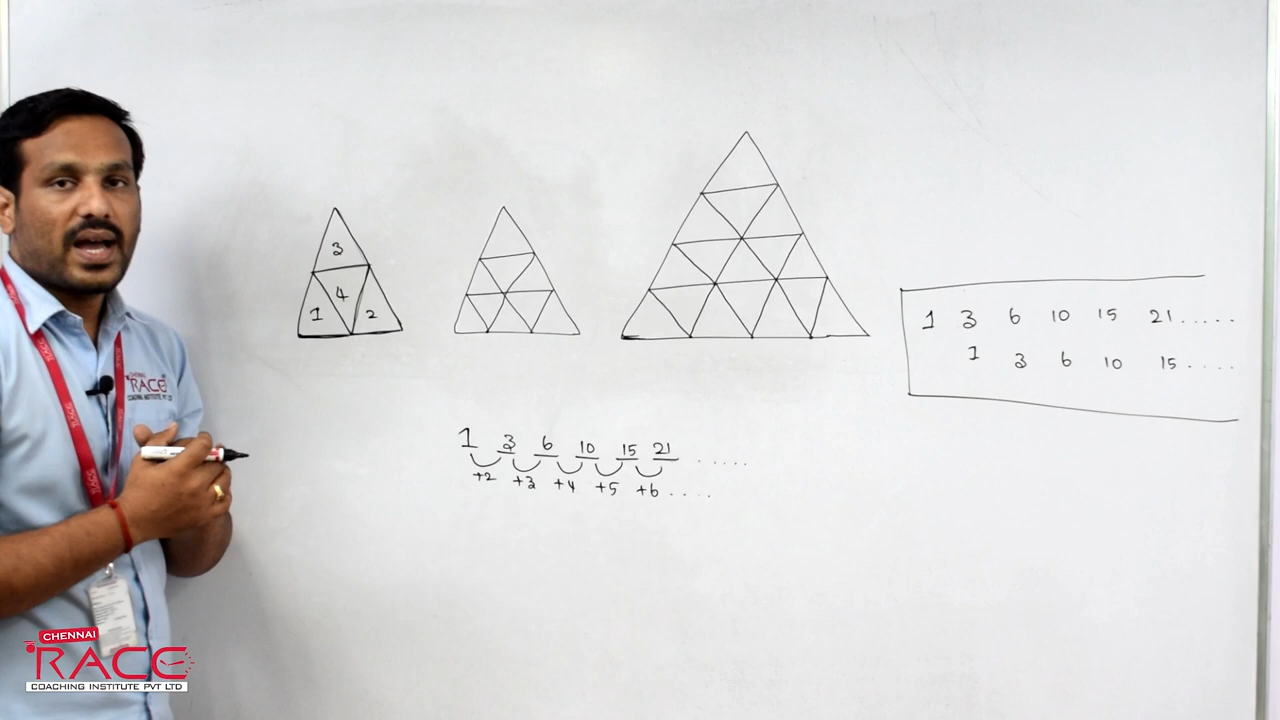 3
4
1 2
1 3 6 10 15 21.....
1 3 6 10 15....
1 3 6 10 15 21 .....
+2 +3 +4 +5 +6....
CHENNAI
RACE
COACHING INSTITUTE PVT LTD
CHENNAI
RACE
COACHING INSTITUTE PVT LTD